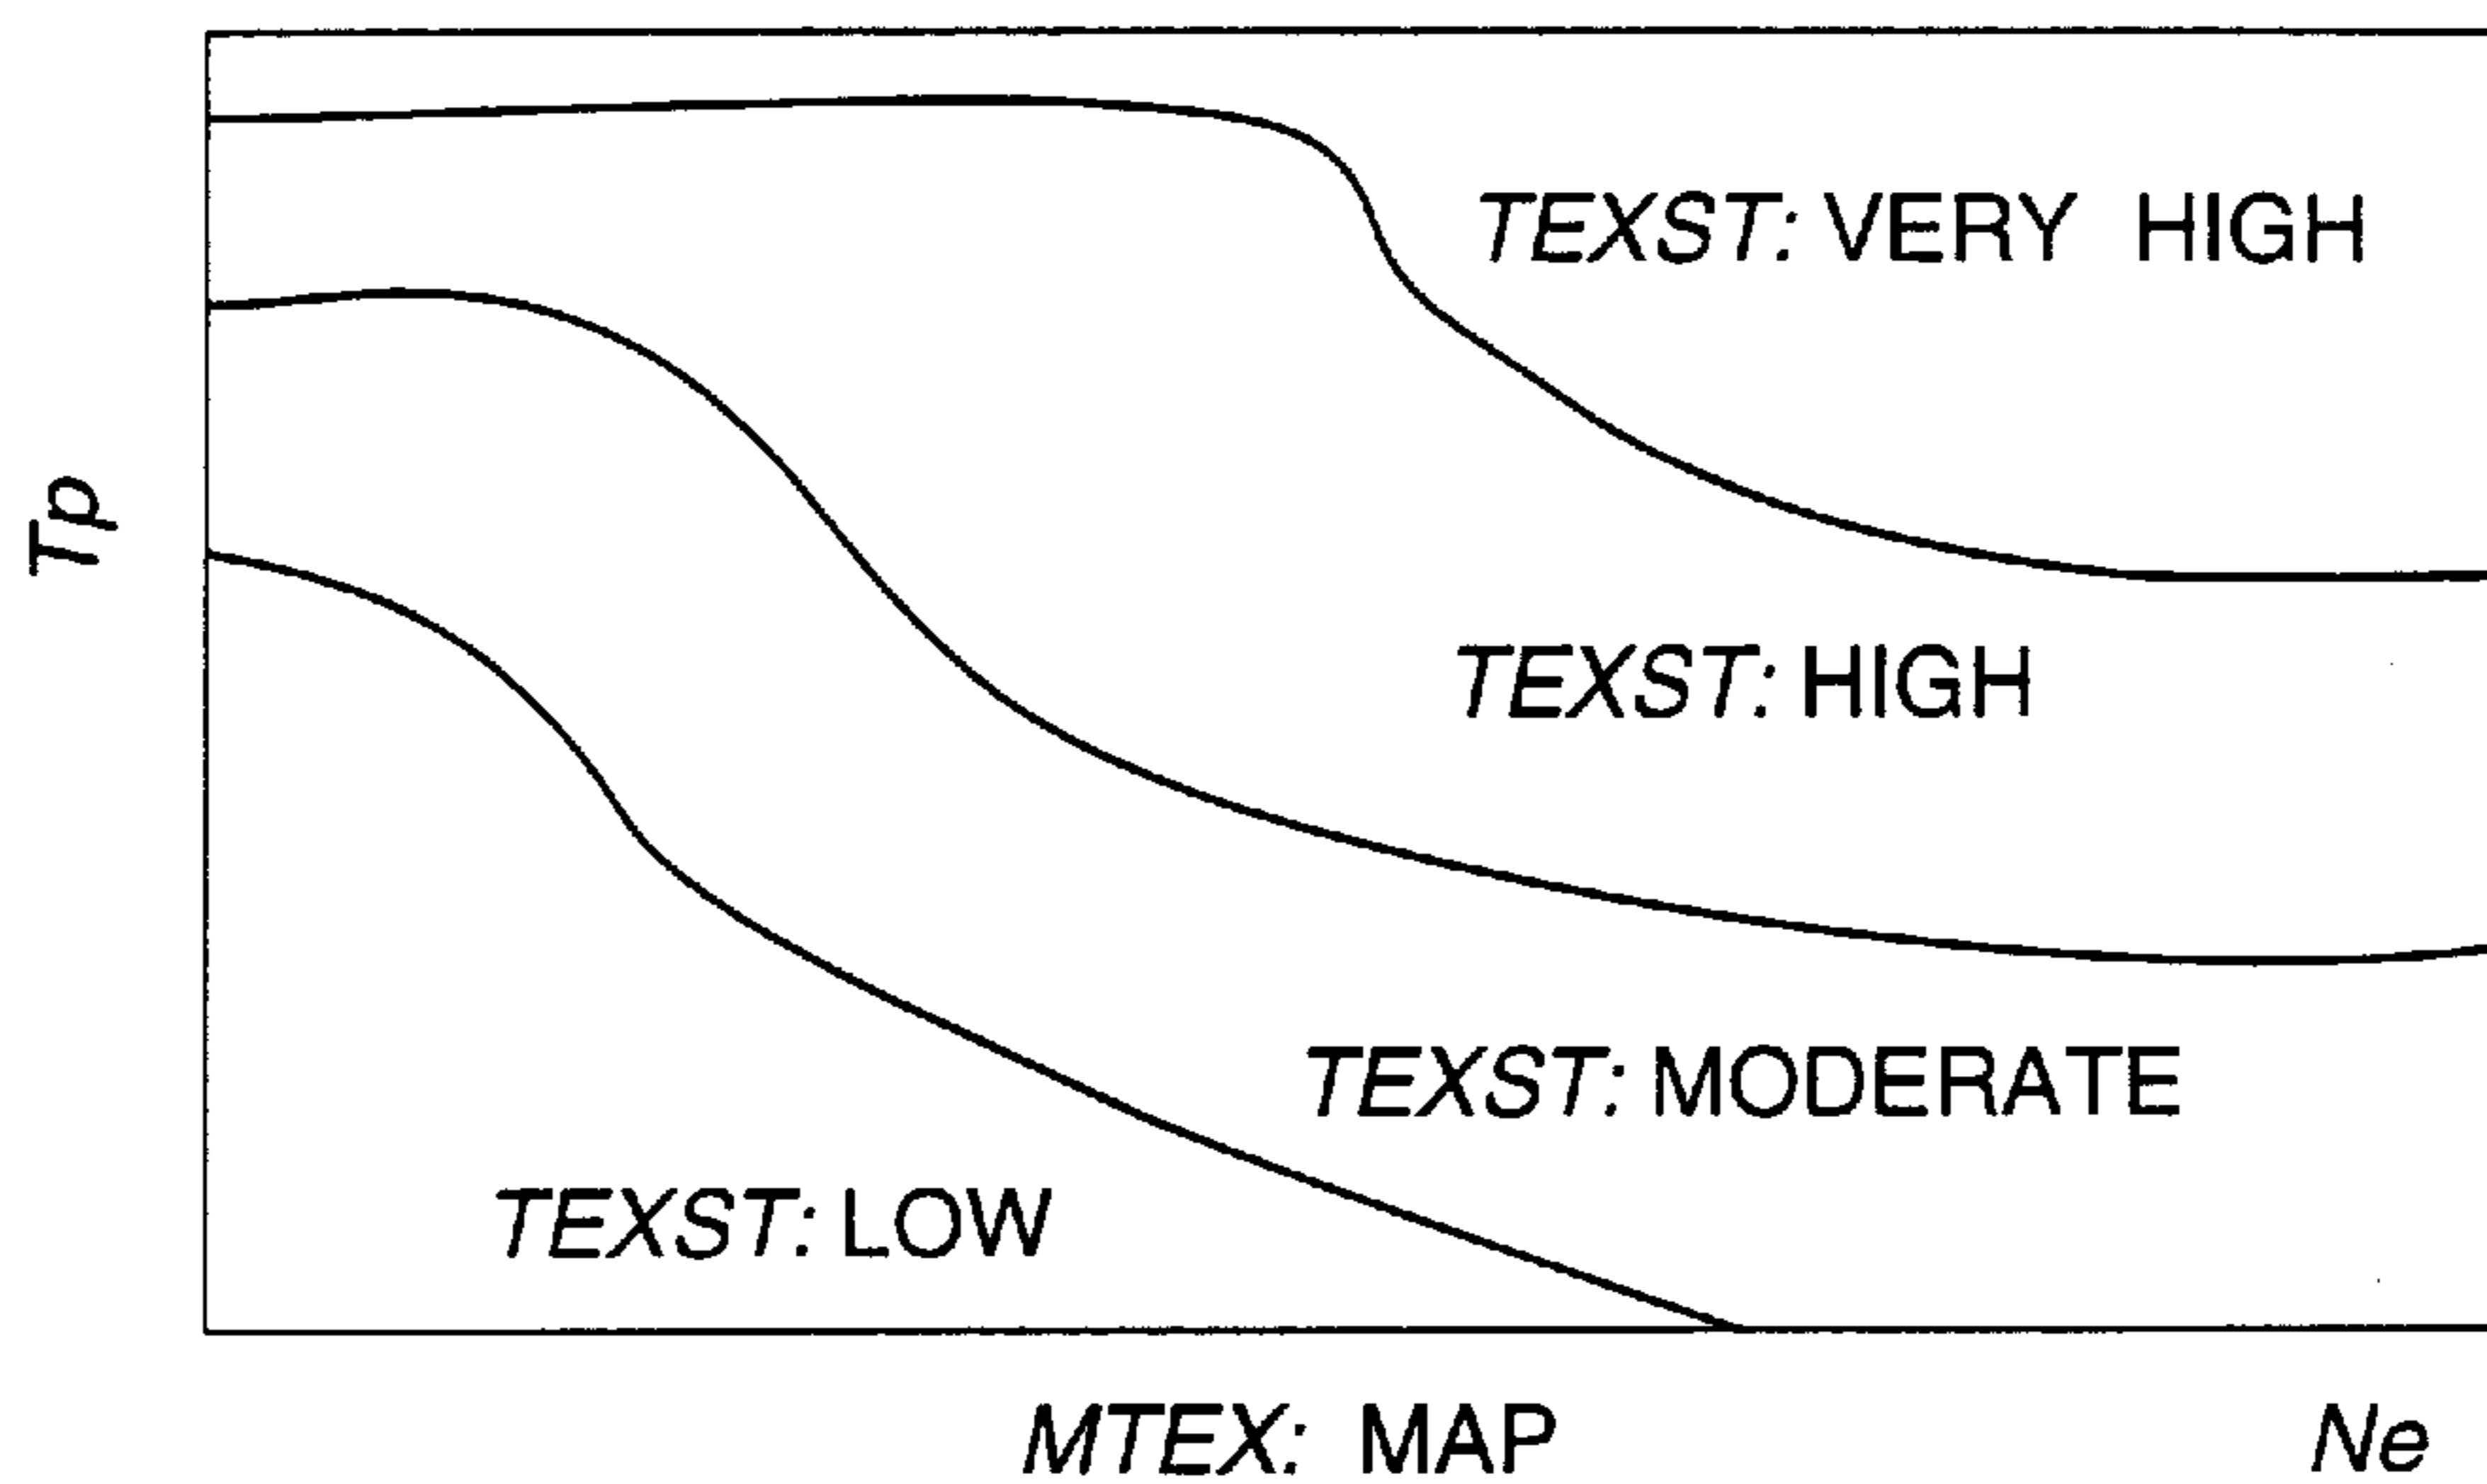 TEXST: VERY HIGH
Tp
TEXST: HIGH
TEXST: MODERATE
TEXST: LOW
MTEX: MAP
Ne